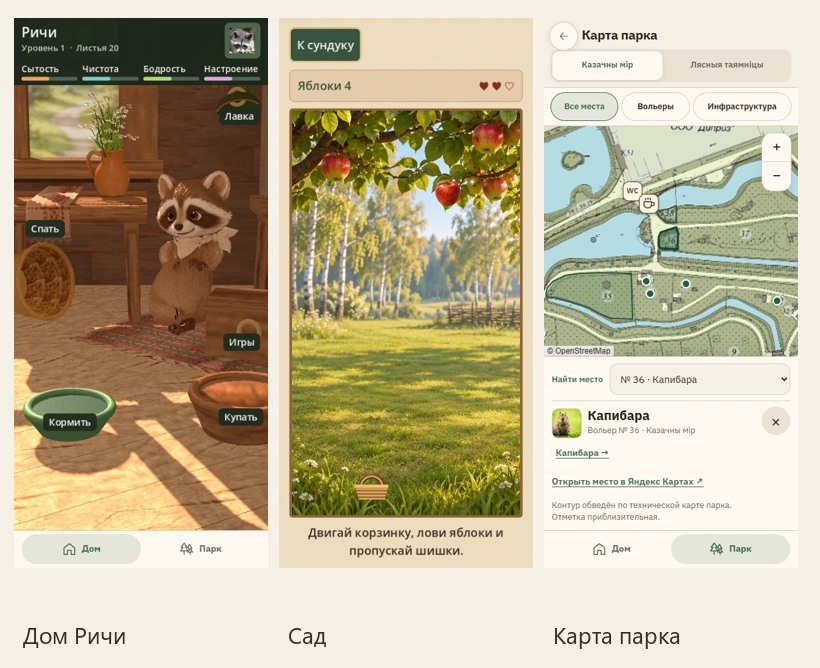 Ричи
Уровень 1 · Листья 20
Сытость
Чистота
Бодрость
Настроение
Лавка
Спать
Игры
Кормить
Купать
Дом
Парк
К сундуку
Яблоки 4
Двигай корзинку, лови яблоки и
пропускай шишки.
Карта парка
Казачны мір
Лясныя таямніцы
Все места
Вольеры
Инфраструктура
+
−
WC
37
35
9
© OpenStreetMap
Найти место
№ 36 · Капибара
Капибара
Вольер № 36 · Казачны мір
Капибара →
Открыть место в Яндекс Картах ↗
Контур обведён по технической карте парка.
Отметка приблизительная.
Дом
Парк
Дом Ричи
Сад
Карта парка